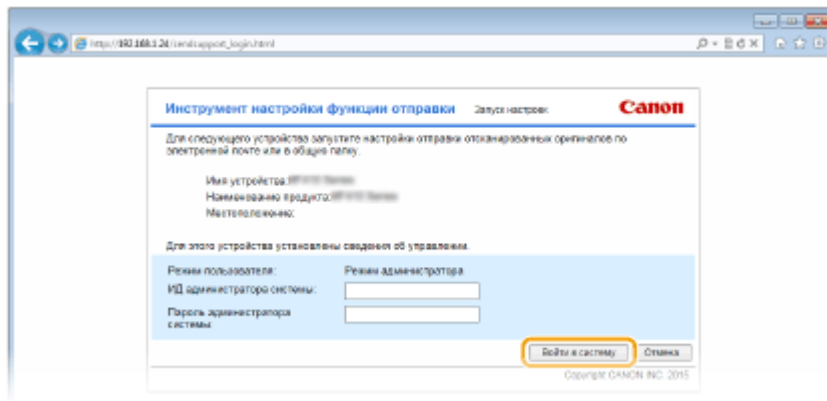 http://192.168.1.24/sendsupport_login.html
Инструмент настройки функции отправки Запуск настроек Canon
Для следующего устройства запустите настройки отправки отсканированных оригиналов по
электронной почте или в общую папку.
Имя устройства:
Наименование продукта:
Местоположение:
Для этого устройства установлены сведения об управлении.
Режим пользователя: Режим администратора
ИД администратора системы:
Пароль администратора
системы:
Войти в систему Отмена
Copyright CANON INC. 2015